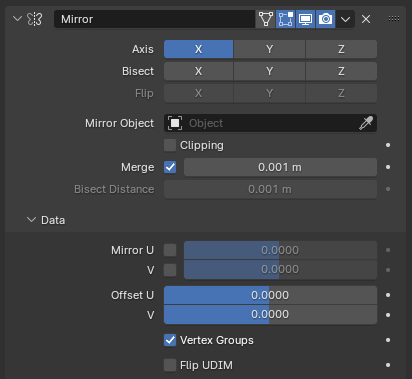 Mirror
Axis X Y Z
Bisect X Y Z
Flip X Y Z
Mirror Object Object
Clipping
Merge 0.001 m
Bisect Distance 0.001 m
Data
Mirror U 0.0000
V 0.0000
Offset U 0.0000
V 0.0000
Vertex Groups
Flip UDIM